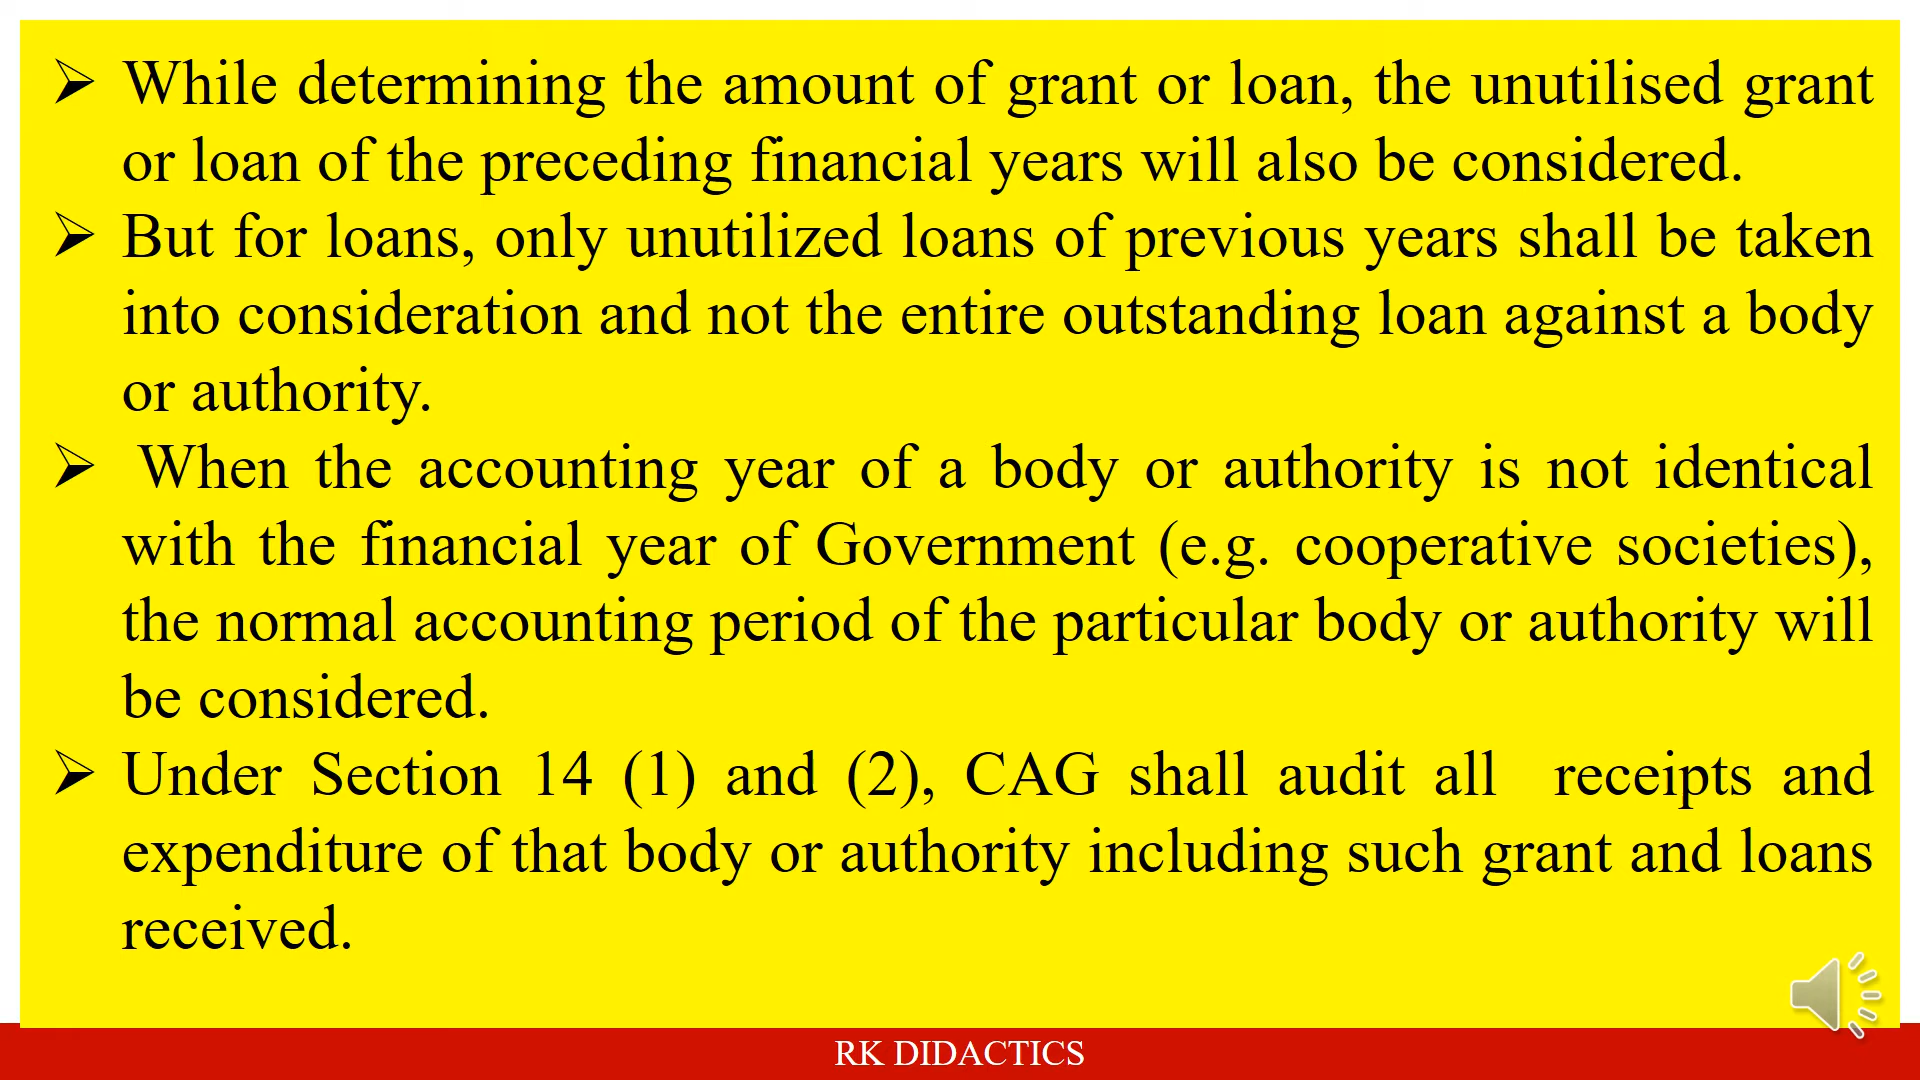 While determining the amount of grant or loan, the unutilised grant
or loan of the preceding financial years will also be considered.
But for loans, only unutilized loans of previous years shall be taken
into consideration and not the entire outstanding loan against a body
or authority.
When the accounting year of a body or authority is not identical
with the financial year of Government (e.g. cooperative societies),
the normal accounting period of the particular body or authority will
be considered.
Under Section 14 (1) and (2), CAG shall audit all receipts and
expenditure of that body or authority including such grant and loans
received.
RK DIDACTICS